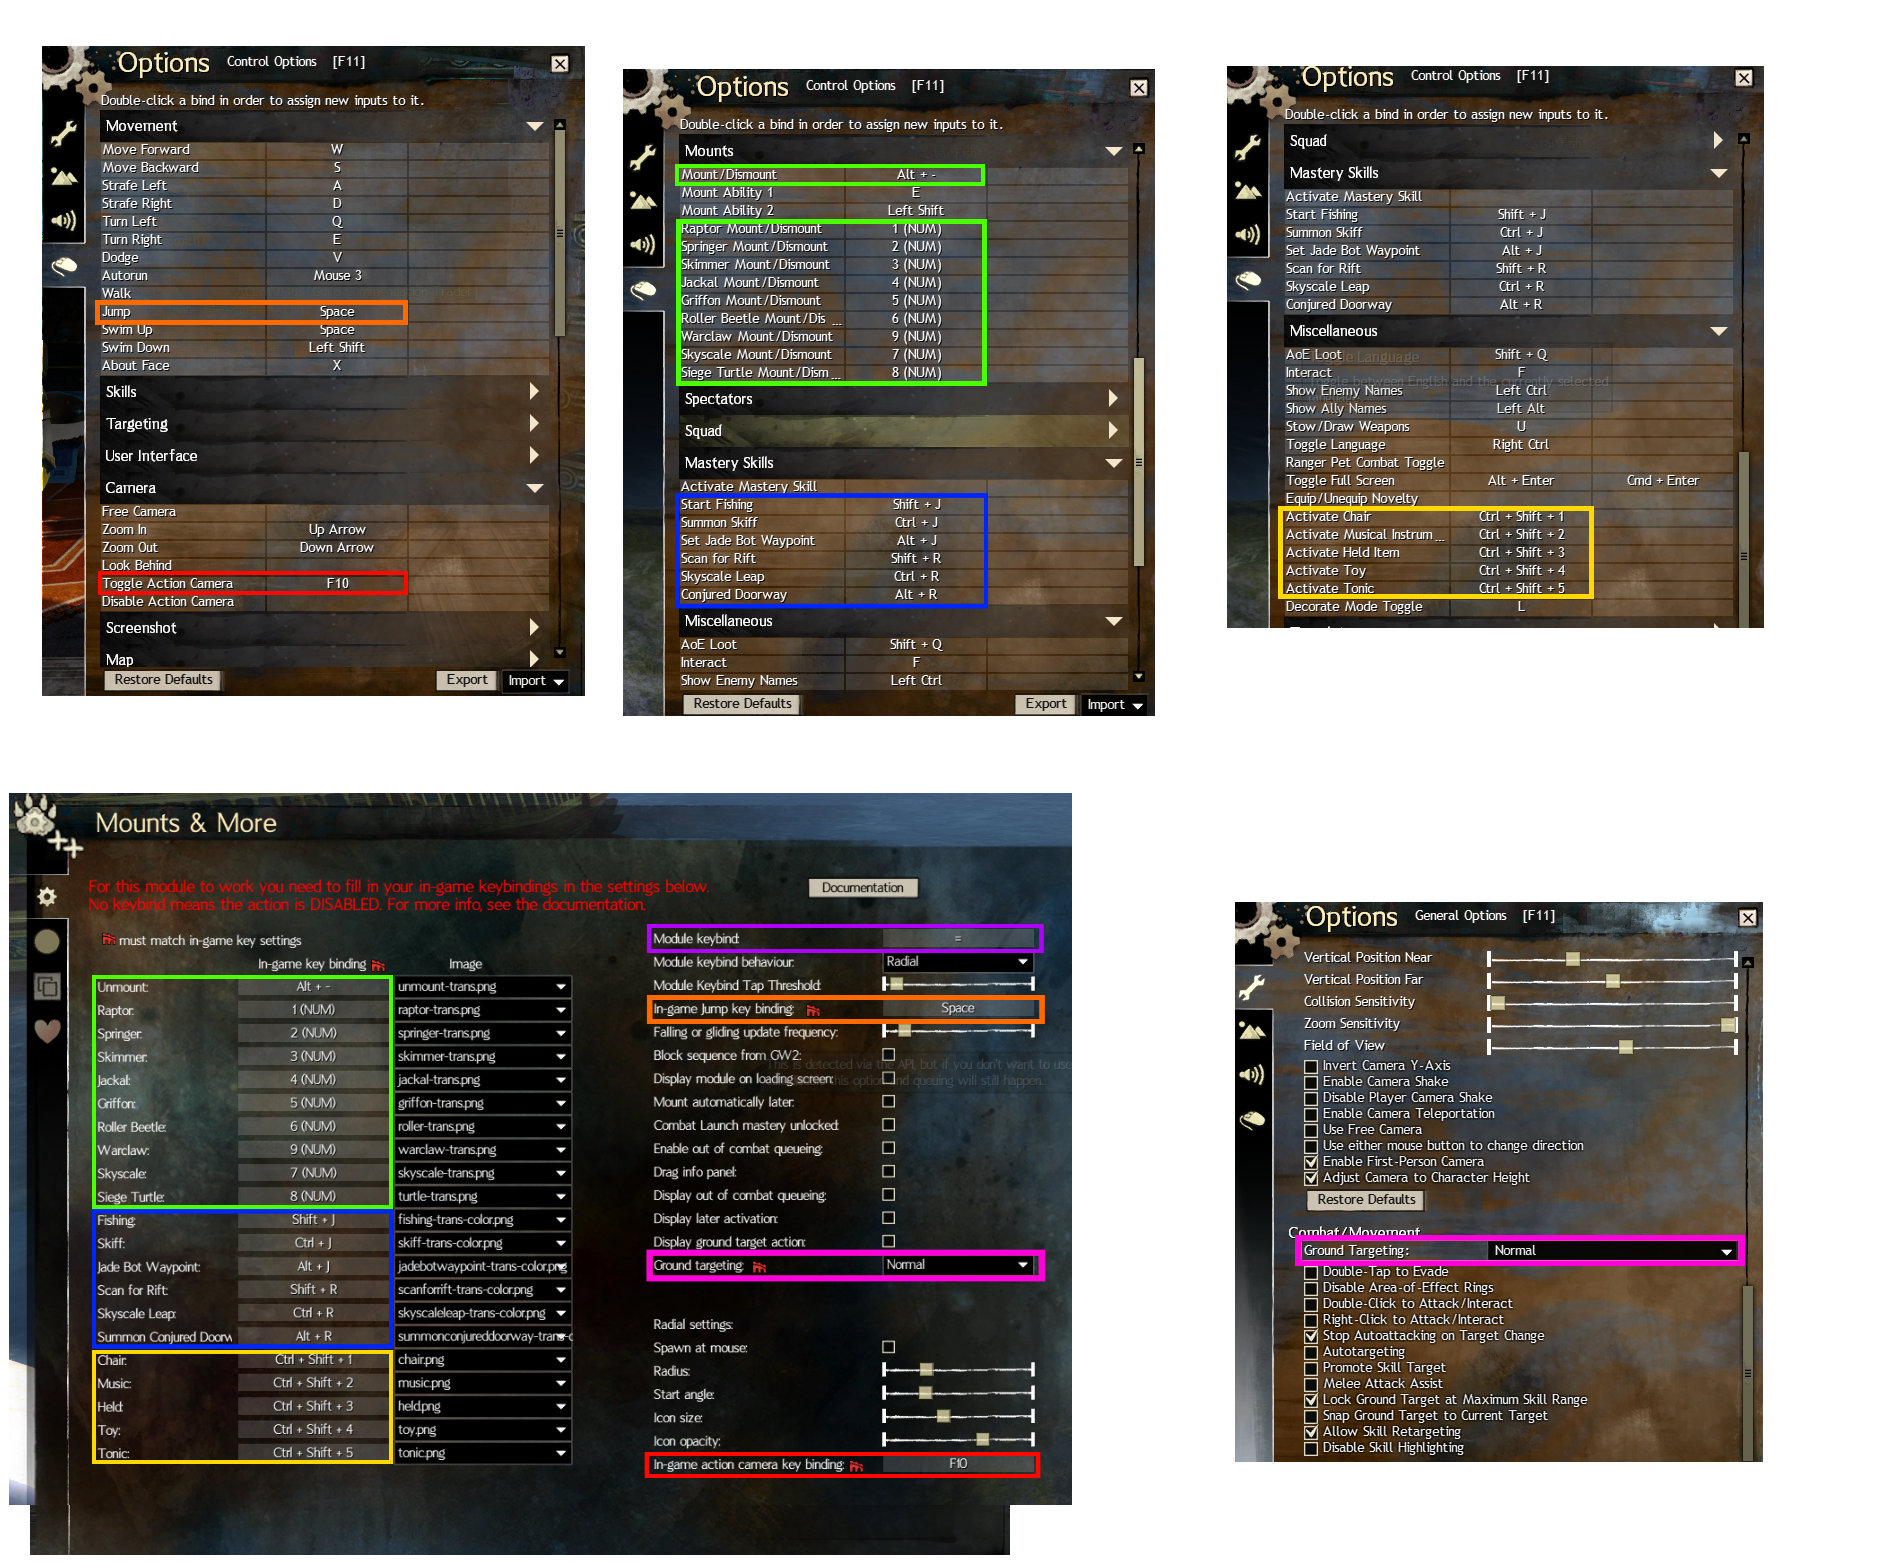 Options Control Options [F11]
Double-click a bind in order to assign new inputs to it.
Movement
Move Forward W
Move Backward S
Strafe Left A
Strafe Right D
Turn Left Q
Turn Right E
Dodge V
Autorun Mouse 3
Walk
Jump Space
Swim Up Space
Swim Down Left Shift
About Face X
Skills
Targeting
User Interface
Camera
Free Camera
Zoom In Up Arrow
Zoom Out Down Arrow
Look Behind
Toggle Action Camera F10
Disable Action Camera
Screenshot
Map
Restore Defaults Export Import
Options Control Options [F11]
Double-click a bind in order to assign new inputs to it.
Mounts
Mount/Dismount Alt + -
Mount Ability 1 E
Mount Ability 2 Left Shift
Raptor Mount/Dismount 1 (NUM)
Springer Mount/Dismount 2 (NUM)
Skimmer Mount/Dismount 3 (NUM)
Jackal Mount/Dismount 4 (NUM)
Griffon Mount/Dismount 5 (NUM)
Roller Beetle Mount/Dis ... 6 (NUM)
Warclaw Mount/Dismount 9 (NUM)
Skyscale Mount/Dismount 7 (NUM)
Siege Turtle Mount/Dism ... 8 (NUM)
Spectators
Squad
Mastery Skills
Activate Mastery Skill
Start Fishing Shift + J
Summon Skiff Ctrl + J
Set Jade Bot Waypoint Alt + J
Scan for Rift Shift + R
Skyscale Leap Ctrl + R
Conjured Doorway Alt + R
Miscellaneous
AoE Loot Shift + Q
Interact F
Show Enemy Names Left Ctrl
Restore Defaults Export Import
Options Control Options [F11]
Double-click a bind in order to assign new inputs to it.
Squad
Mastery Skills
Activate Mastery Skill
Start Fishing Shift + J
Summon Skiff Ctrl + J
Set Jade Bot Waypoint Alt + J
Scan for Rift Shift + R
Skyscale Leap Ctrl + R
Conjured Doorway Alt + R
Miscellaneous
AoE Loot Shift + Q
Interact F
Show Enemy Names Left Ctrl
Show Ally Names Left Alt
Stow/Draw Weapons U
Toggle Language Right Ctrl
Ranger Pet Combat Toggle
Toggle Full Screen Alt + Enter Cmd + Enter
Equip/Unequip Novelty
Activate Chair Ctrl + Shift + 1
Activate Musical Instrum ... Ctrl + Shift + 2
Activate Held Item Ctrl + Shift + 3
Activate Toy Ctrl + Shift + 4
Activate Tonic Ctrl + Shift + 5
Decorate Mode Toggle L
Mounts & More
For this module to work you need to fill in your in-game keybindings in the settings below.
No keybind means the action is DISABLED. For more info, see the documentation.
Documentation
must match in-game key settings
In-game key binding Image
Unmount: Alt + - unmount-trans.png
Raptor: 1 (NUM) raptor-trans.png
Springer: 2 (NUM) springer-trans.png
Skimmer: 3 (NUM) skimmer-trans.png
Jackal: 4 (NUM) jackal-trans.png
Griffon: 5 (NUM) griffon-trans.png
Roller Beetle: 6 (NUM) roller-trans.png
Warclaw: 9 (NUM) warclaw-trans.png
Skyscale: 7 (NUM) skyscale-trans.png
Siege Turtle: 8 (NUM) turtle-trans.png
Fishing: Shift + J fishing-trans-color.png
Skiff: Ctrl + J skiff-trans-color.png
Jade Bot Waypoint: Alt + J jadebotwaypoint-trans-color.png
Scan for Rift: Shift + R scanforrift-trans-color.png
Skyscale Leap: Ctrl + R skyscaleleap-trans-color.png
Summon Conjured Doorw Alt + R summonconjureddoorway-trans-c
Chair: Ctrl + Shift + 1 chair.png
Music: Ctrl + Shift + 2 music.png
Held: Ctrl + Shift + 3 held.png
Toy: Ctrl + Shift + 4 toy.png
Tonic: Ctrl + Shift + 5 tonic.png
Module keybind: =
Module keybind behaviour: Radial
Module Keybind Tap Threshold:
In-game Jump key binding: Space
Falling or gliding update frequency:
Block sequence from GW2:
Display module on loading screen:
Mount automatically later:
Combat Launch mastery unlocked:
Enable out of combat queueing:
Drag info panel:
Display out of combat queueing:
Display later activation:
Display ground target action:
Ground targeting: Normal
Radial settings:
Spawn at mouse:
Radius:
Start angle:
Icon size:
Icon opacity:
In-game action camera key binding: F10
Options General Options [F11]
Vertical Position Near
Vertical Position Far
Collision Sensitivity
Zoom Sensitivity
Field of View
Invert Camera Y-Axis
Enable Camera Shake
Disable Player Camera Shake
Enable Camera Teleportation
Use Free Camera
Use either mouse button to change direction
Enable First-Person Camera
Adjust Camera to Character Height
Restore Defaults
Combat/Movement
Ground Targeting: Normal
Double-Tap to Evade
Disable Area-of-Effect Rings
Double-Click to Attack/Interact
Right-Click to Attack/Interact
Stop Autoattacking on Target Change
Autotargeting
Promote Skill Target
Melee Attack Assist
Lock Ground Target at Maximum Skill Range
Snap Ground Target to Current Target
Allow Skill Retargeting
Disable Skill Highlighting